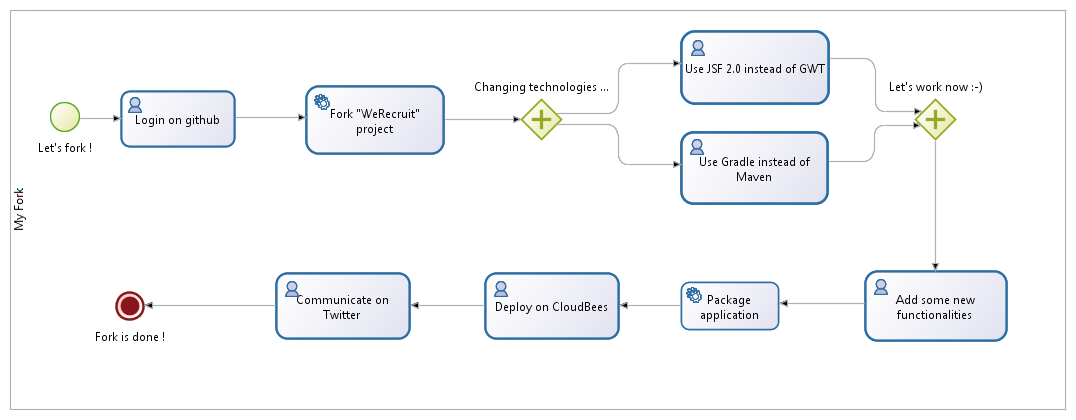 My Fork
Let's fork !
Login on github
Fork "WeRecruit"
project
Changing technologies ...
Use JSF 2.0 instead of GWT
Use Gradle instead of
Maven
Let's work now :-)
Add some new
functionalities
Package
application
Deploy on CloudBees
Communicate on
Twitter
Fork is done !